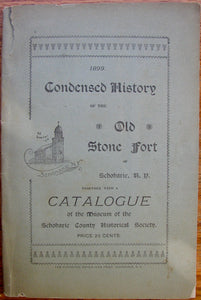 1899.
Condensed History
OF THE
Old
Stone Fort
AT
Schoharie, N. Y.
TOGETHER WITH A
CATALOGUE
of the Museum of the
Schoharie County Historical Society.
PRICE 25 CENTS.